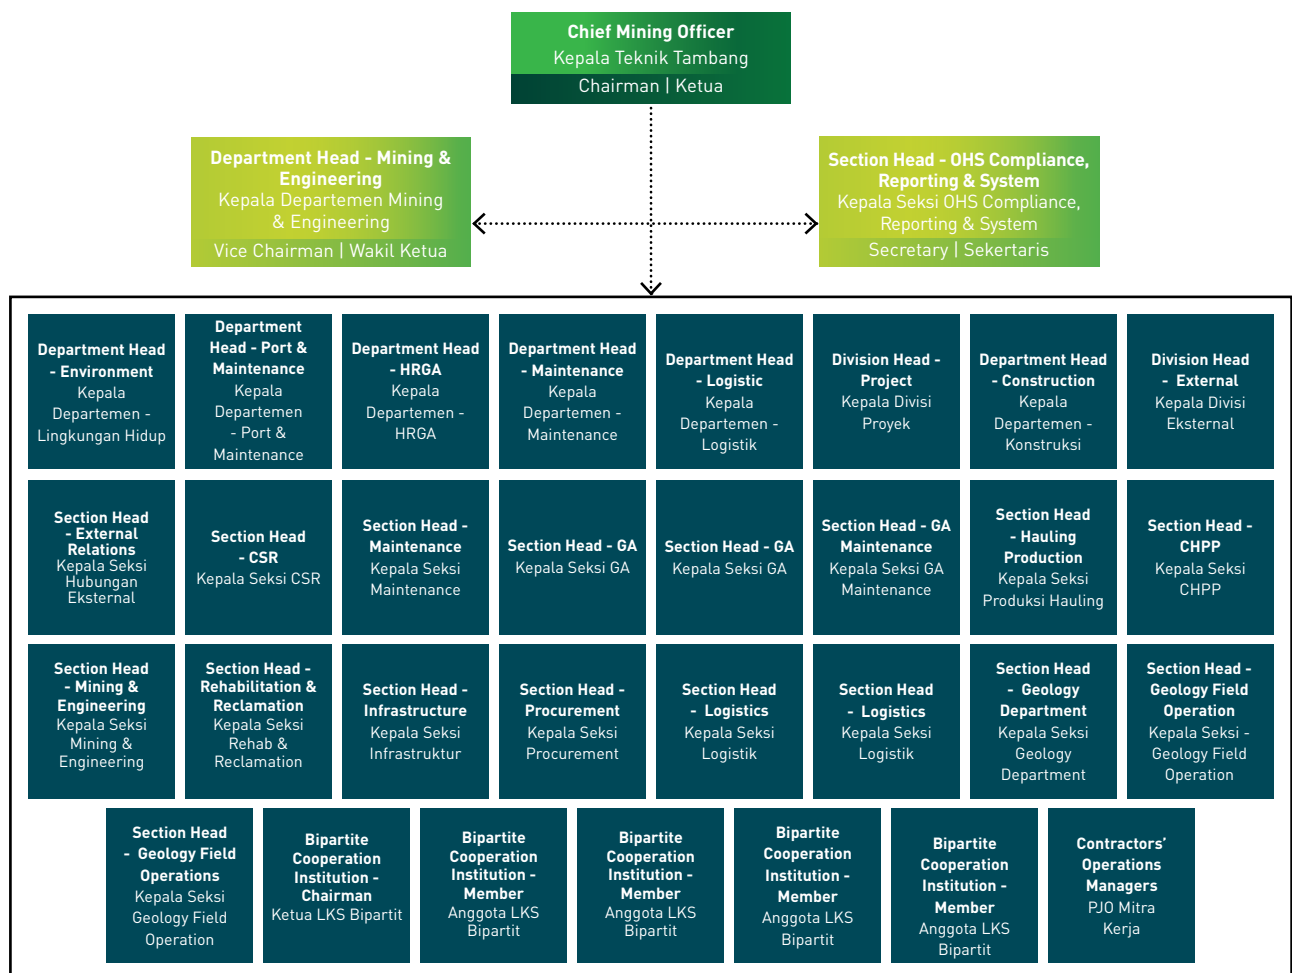 Chief Mining Officer
Kepala Teknik Tambang
Chairman | Ketua
Department Head - Mining &
Engineering
Kepala Departemen Mining
& Engineering
Vice Chairman | Wakil Ketua
Section Head - OHS Compliance,
Reporting & System
Kepala Seksi OHS Compliance,
Reporting & System
Secretary | Sekertaris
Department Head
- Environment
Kepala
Departemen -
Lingkungan Hidup
Department
Head - Port &
Maintenance
Kepala
Departemen
- Port &
Maintenance
Department Head
- HRGA
Kepala
Departemen -
HRGA
Department Head
- Maintenance
Kepala
Departemen -
Maintenance
Department Head
- Logistic
Kepala
Departemen -
Logistik
Division Head -
Project
Kepala Divisi
Proyek
Department Head
- Construction
Kepala
Departemen -
Konstruksi
Division Head
- External
Kepala Divisi
Eksternal
Section Head
- External
Relations
Kepala Seksi
Hubungan
Eksternal
Section Head
- CSR
Kepala Seksi CSR
Section Head -
Maintenance
Kepala Seksi
Maintenance
Section Head - GA
Kepala Seksi GA
Section Head - GA
Kepala Seksi GA
Section Head - GA
Maintenance
Kepala Seksi GA
Maintenance
Section Head
- Hauling
Production
Kepala Seksi
Produksi Hauling
Section Head -
CHPP
Kepala Seksi
CHPP
Section Head
- Mining &
Engineering
Kepala Seksi
Mining &
Engineering
Section Head -
Rehabilitation &
Reclamation
Kepala Seksi
Rehab &
Reclamation
Section Head -
Infrastructure
Kepala Seksi
Infrastruktur
Section Head -
Procurement
Kepala Seksi
Procurement
Section Head
- Logistics
Kepala Seksi
Logistik
Section Head
- Logistics
Kepala Seksi
Logistik
Section Head
- Geology
Department
Kepala Seksi
Geology
Department
Section Head -
Geology Field
Operation
Kepala Seksi -
Geology Field
Operation
Section Head
- Geology Field
Operations
Kepala Seksi
Geology Field
Operation
Bipartite
Cooperation
Institution -
Chairman
Ketua LKS Bipartit
Bipartite
Cooperation
Institution -
Member
Anggota LKS
Bipartit
Bipartite
Cooperation
Institution -
Member
Anggota LKS
Bipartit
Bipartite
Cooperation
Institution -
Member
Anggota LKS
Bipartit
Bipartite
Cooperation
Institution -
Member
Anggota LKS
Bipartit
Contractors’
Operations
Managers
PJO Mitra
Kerja